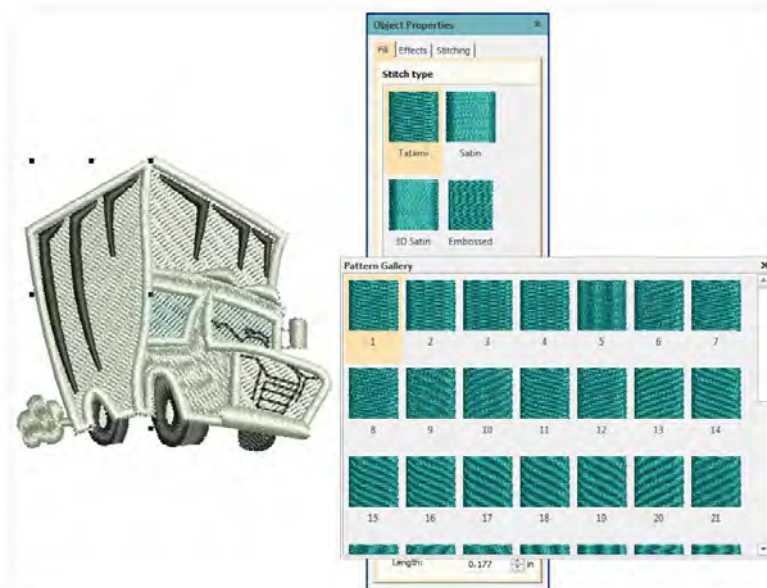 Object Properties ×
Fill Effects Stitching
Stitch type
Tatami Satin
3D Satin Embossed
Pattern Gallery ×
1 2 3 4 5 6 7
8 9 10 11 12 13 14
15 16 17 18 19 20 21
Length: 0.177 in